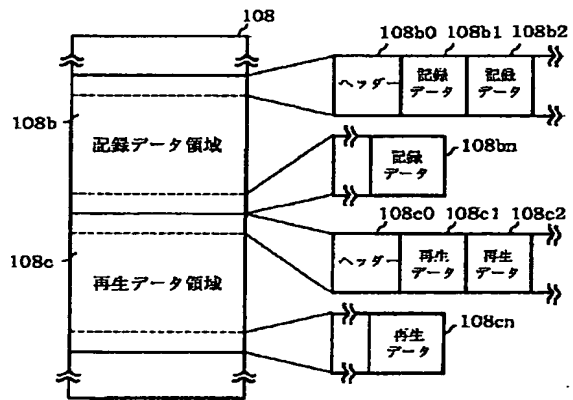 108
108b0
108b1
108b2
ヘッダー
記録
データ
記録
データ
108b
記録データ領域
記録
データ
108bn
108c0
108c1
108c2
ヘッダー
再生
データ
再生
データ
108c
再生データ領域
再生
データ
108cn